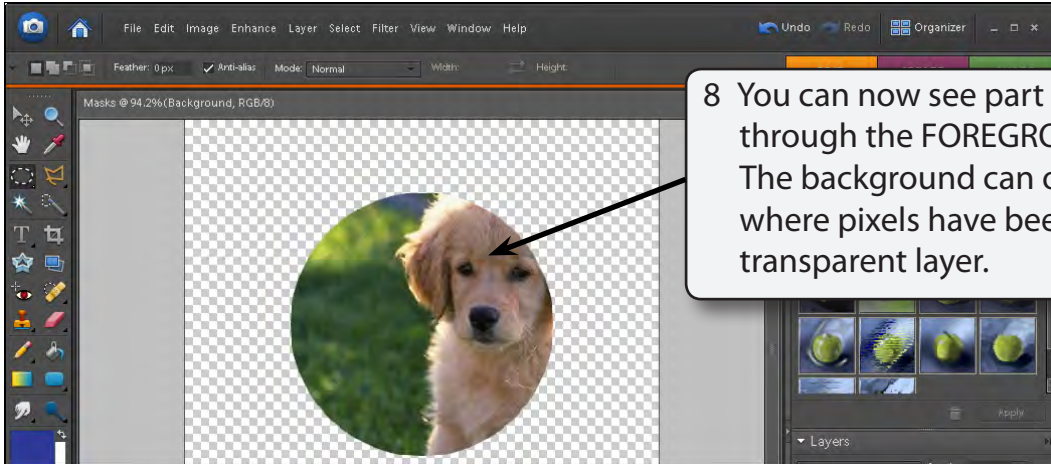 File Edit Image Enhance Layer Select Filter View Window Help
Undo Redo Organizer
Feather: 0 px Anti-alias Mode: Normal Width: Height:
Masks @ 94.2% (Background, RGB/8)
8 You can now see part
through the FOREGRO
The background can
where pixels have bee
transparent layer.
T
Apply
Layers